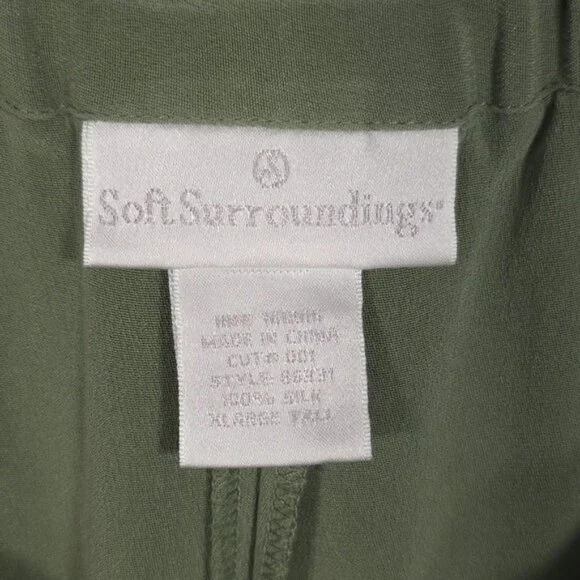 Soft Surroundings®
MADE IN CHINA
CUT# 001
100% SILK
XLARGE TALL